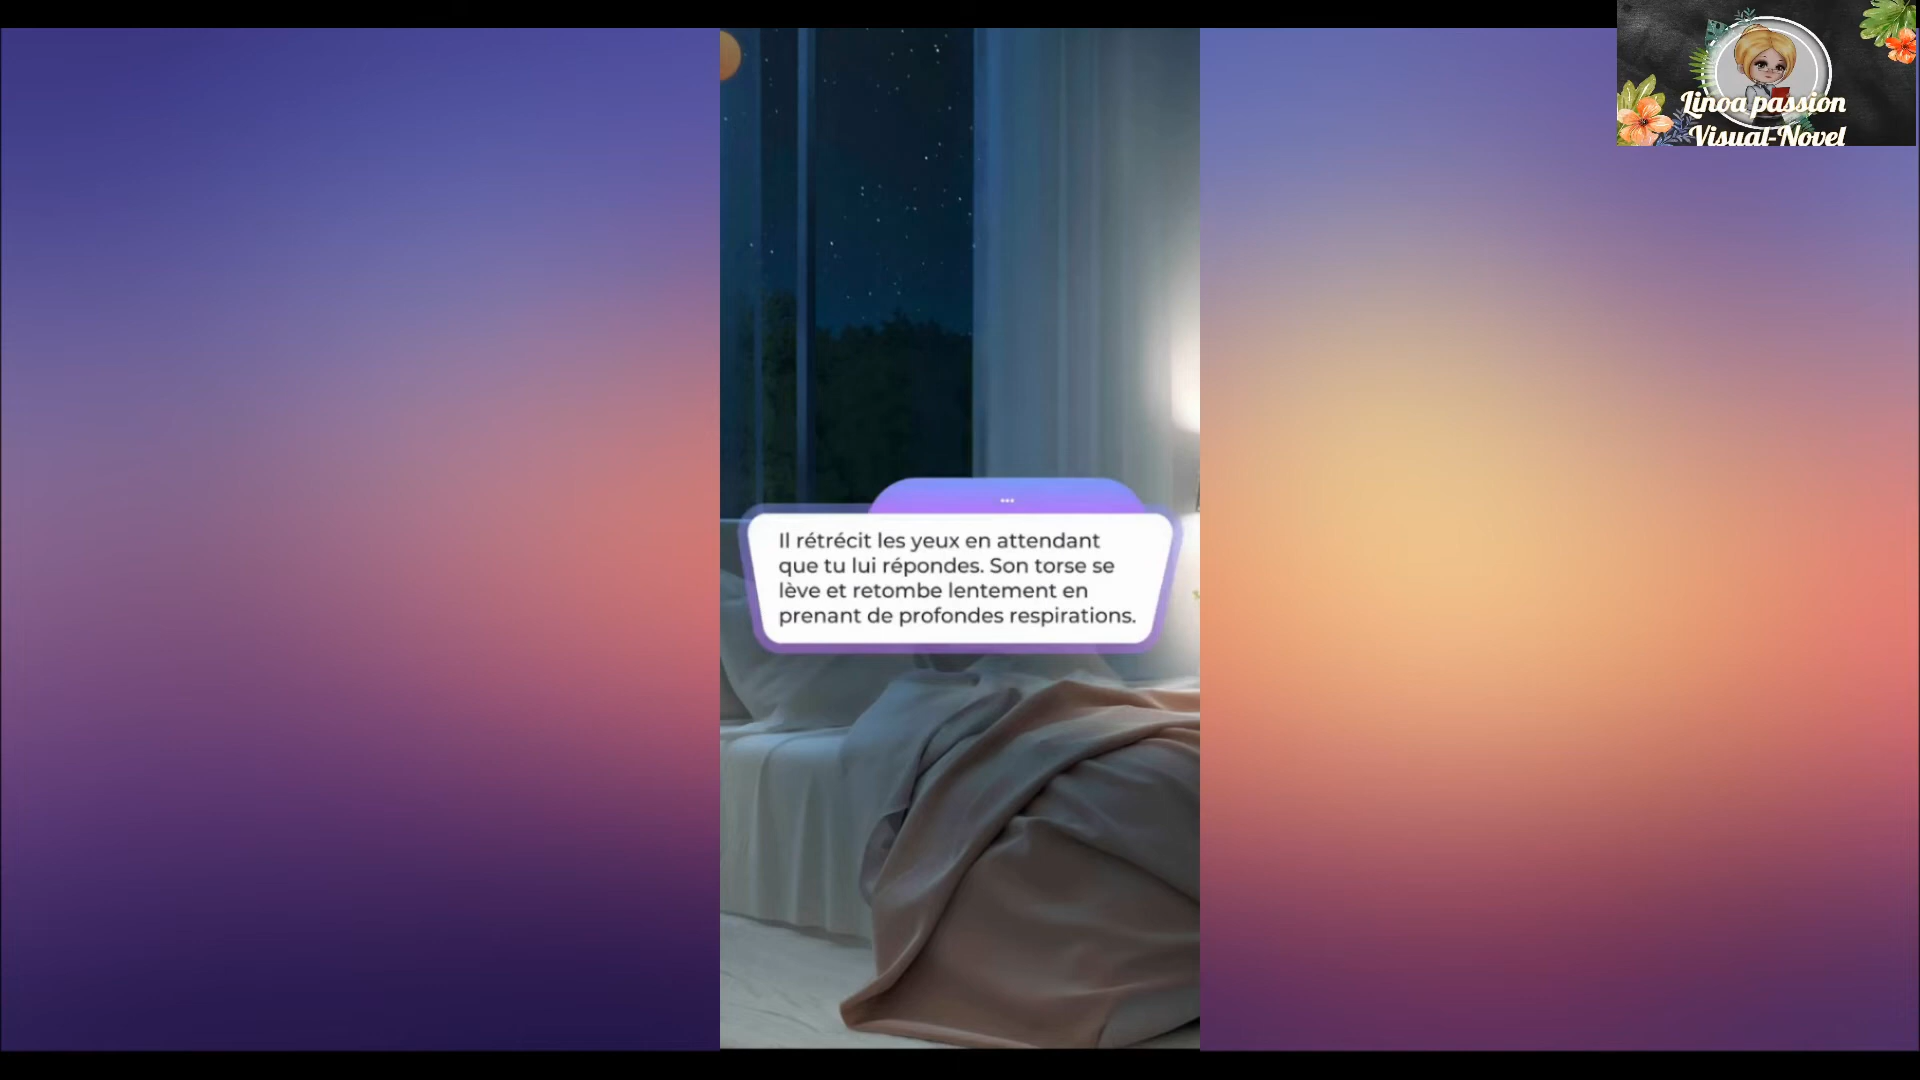 Linoa passion
Visual-Novel
...
Il rétrécit les yeux en attendant
que tu lui répondes. Son torse se
lève et retombe lentement en
prenant de profondes respirations.